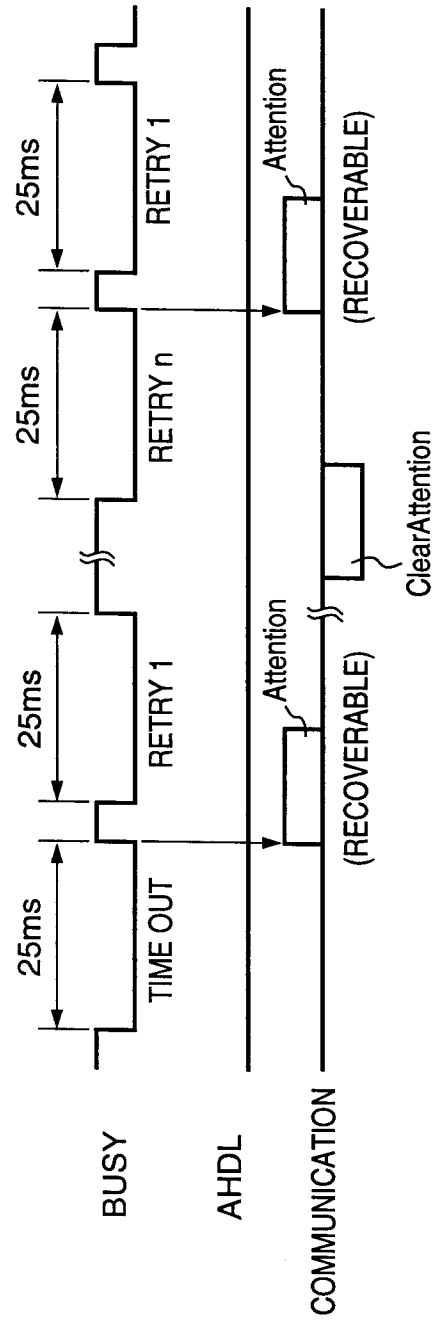 25ms
25ms
25ms
25ms
BUSY
TIME OUT
RETRY 1
RETRY n
RETRY 1
AHDL
Attention
Attention
COMMUNICATION
(RECOVERABLE)
(RECOVERABLE)
ClearAttention